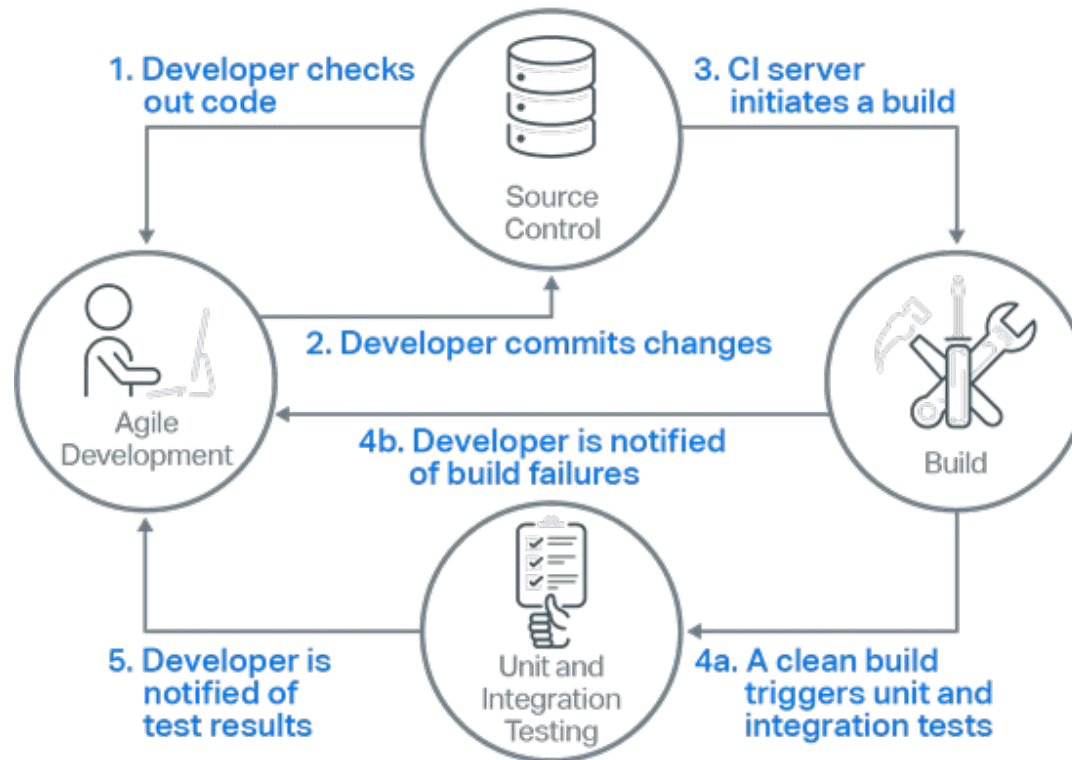 1. Developer checks
out code
3. CI server
initiates a build
Source
Control
2. Developer commits changes
Agile
Development
4b. Developer is notified
of build failures
Build
5. Developer is
notified of
test results
Unit and
Integration
Testing
4a. A clean build
triggers unit and
integration tests